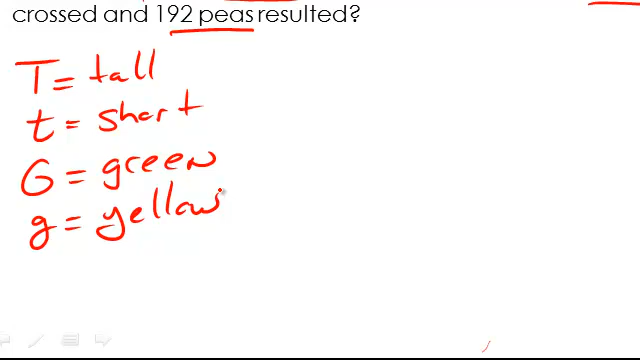 crossed and 192 peas resulted?
T = tall
t = short
G = green
g = yellow